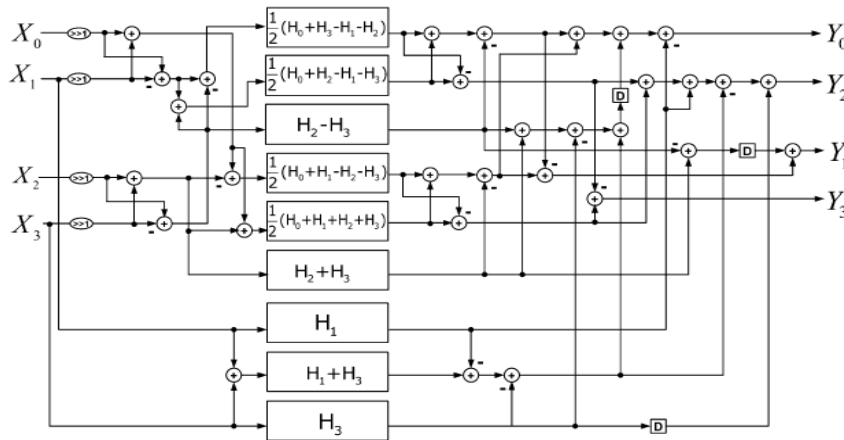 X₀ >>1 ½(H₀+H₃-H₁-H₂) Y₀
X₁ >>1 ½(H₀+H₂-H₁-H₃) Y₂
D
H₂-H₃
D Y₁
X₂ >>1 ½(H₀+H₁-H₂-H₃)
Y₃
X₃ >>1 ½(H₀+H₁+H₂+H₃)
H₂+H₃
H₁
H₁+H₃
H₃ D